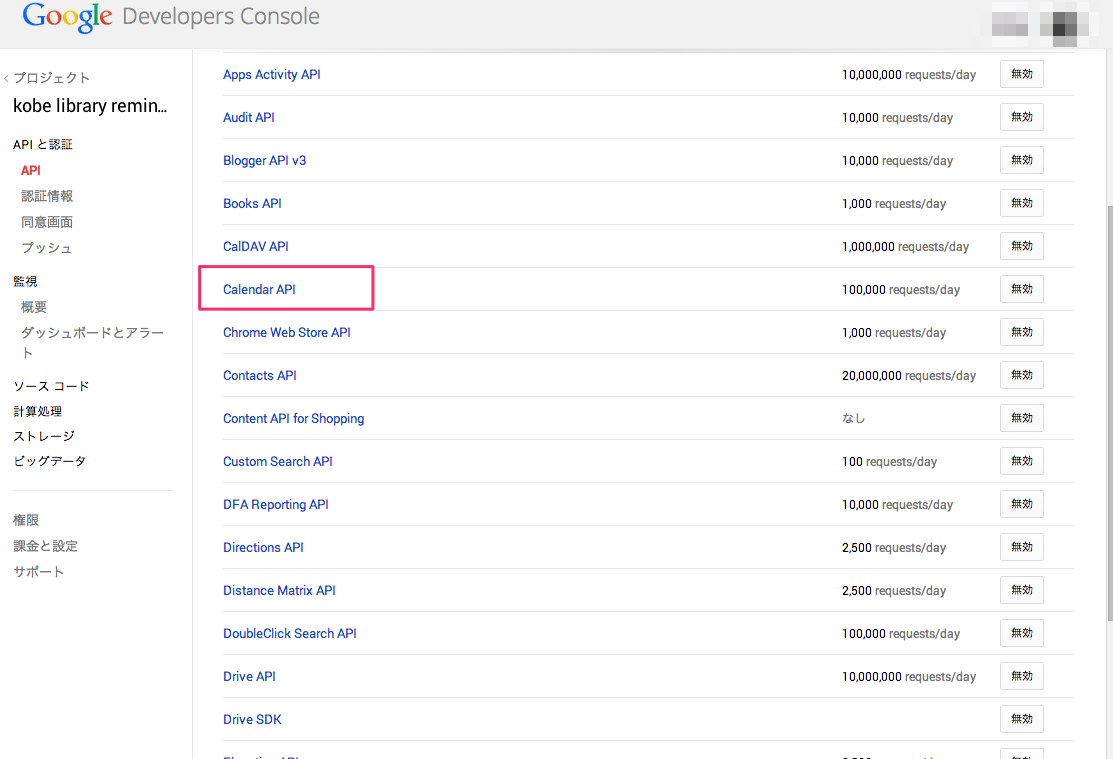 Google Developers Console
< プロジェクト
kobe library remin...
API と認証
API
認証情報
同意画面
プッシュ
監視
概要
ダッシュボードとアラー
ト
ソース コード
計算処理
ストレージ
ビッグデータ
権限
課金と設定
サポート
Apps Activity API 10,000,000 requests/day 無効
Audit API 10,000 requests/day 無効
Blogger API v3 10,000 requests/day 無効
Books API 1,000 requests/day 無効
CalDAV API 1,000,000 requests/day 無効
Calendar API 100,000 requests/day 無効
Chrome Web Store API 1,000 requests/day 無効
Contacts API 20,000,000 requests/day 無効
Content API for Shopping なし 無効
Custom Search API 100 requests/day 無効
DFA Reporting API 10,000 requests/day 無効
Directions API 2,500 requests/day 無効
Distance Matrix API 2,500 requests/day 無効
DoubleClick Search API 100,000 requests/day 無効
Drive API 10,000,000 requests/day 無効
Drive SDK 無効